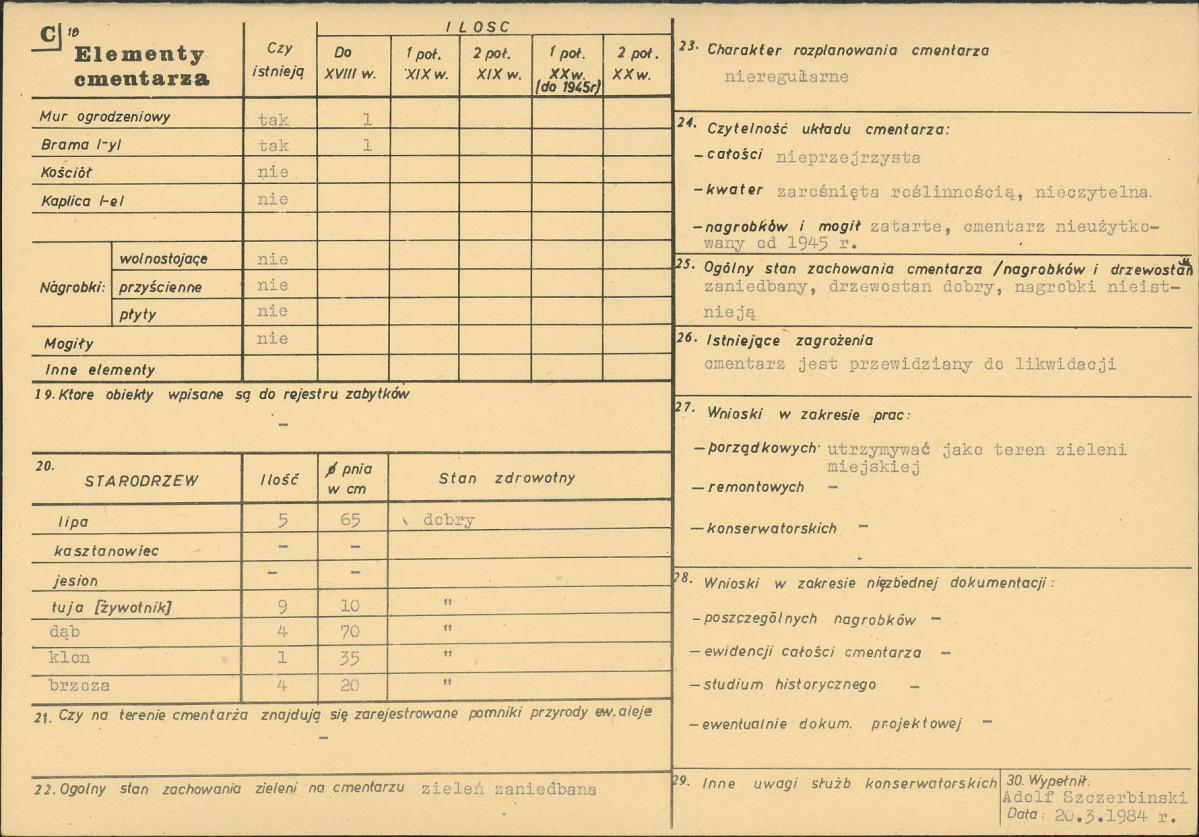 C 18 Elementy cmentarza
Czy istnieją
ILOSC
Do XVIII w.
1 poł. XIX w.
2 poł. XIX w.
1 poł. XX w. (do 1945r)
2 poł. XX w.
Mur ogrodzeniowy tak 1
Brama l-yl tak 1
Kościół nie
Kaplica l-el nie
Nagrobki:
wolnostojące nie
przyścienne nie
płyty nie
Mogiły nie
Inne elementy
19. Ktore obiekty wpisane są do rejestru zabytków
–
20. STARODRZEW Ilość ø pnia w cm Stan zdrowotny
lipa 5 65 dobry
kasztanowiec – –
jesion – –
tuja [żywotnik] 9 10 "
dąb 4 70 "
klon 1 35 "
brzoza 4 20 "
21. Czy na terenie cmentarża znajdują się zarejestrowane pomniki przyrody ew. aleje
–
22. Ogolny stan zachowania zieleni na cmentarzu zieleń zaniedbana
23. Charakter rozplanowania cmentarza
nieregularne
24. Czytelność układu cmentarza:
– całości nieprzejrzysta
– kwater zarośnięta roślinnością, nieczytelna.
– nagrobków i mogił zatarte, cmentarz nieużytko-
wany od 1945 r.
25. Ogólny stan zachowania cmentarza /nagrobków i drzewostan
zaniedbany, drzewostan dobry, nagrobki nieist-
nieją
26. Istniejące zagrożenia
cmentarz jest przewidziany do likwidacji
27. Wnioski w zakresie prac:
– porządkowych utrzymywać jako teren zieleni
miejskiej
– remontowych –
– konserwatorskich –
28. Wnioski w zakresie nięzbednej dokumentacji:
– poszczególnych nagrobków –
– ewidencji całości cmentarza –
– studium historycznego –
– ewentualnie dokum. projektowej –
29. Inne uwagi służb konserwatorskich
30. Wypełnił:
Adolf Szczerbinski
Data: 20.3.1984 r.